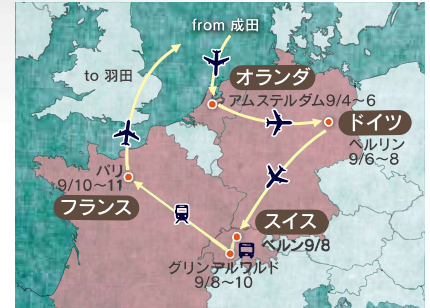 from 成田
to 羽田
オランダ
アムステルダム9/4～6
ドイツ
ベルリン
9/6～8
パリ
9/10～11
フランス
スイス
ベルン9/8
グリンデルワルド
9/8～10